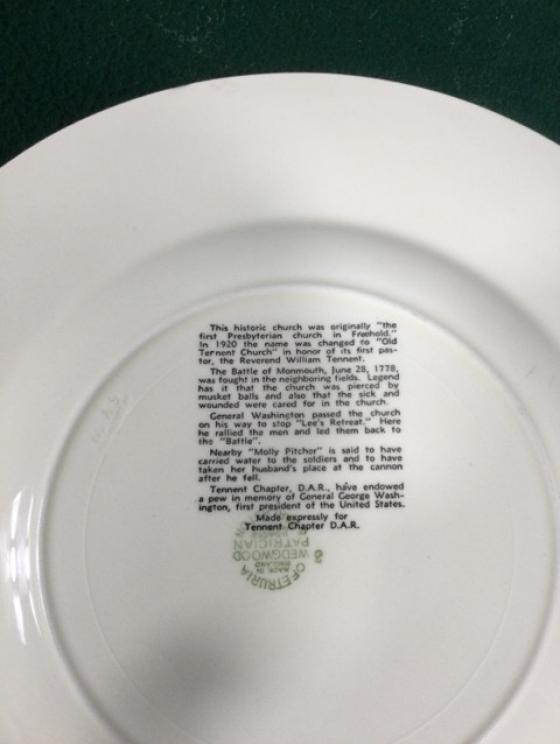 This historic church was originally "the
first Presbyterian church in Freehold."
In 1920 the name was changed to "Old
Tennent Church" in honor of its first pas-
tor, the Reverend William Tennent.
The Battle of Monmouth, June 28, 1778,
was fought in the neighboring fields. Legend
has it that the church was pierced by
musket balls and also that the sick and
wounded were cared for in the church.
General Washington passed the church
on his way to stop "Lee's Retreat." Here
he rallied the men and led them back to
the "Battle".
Nearby "Molly Pitcher" is said to have
carried water to the soldiers and to have
taken her husband's place at the cannon
after he fell.
Tennent Chapter, D.A.R., have endowed
a pew in memory of General George Wash-
ington, first president of the United States.
Made expressly for
Tennent Chapter D.A.R.
PATRICIAN
WEDGWOOD
MADE IN
ENGLAND
OF ETRURIA